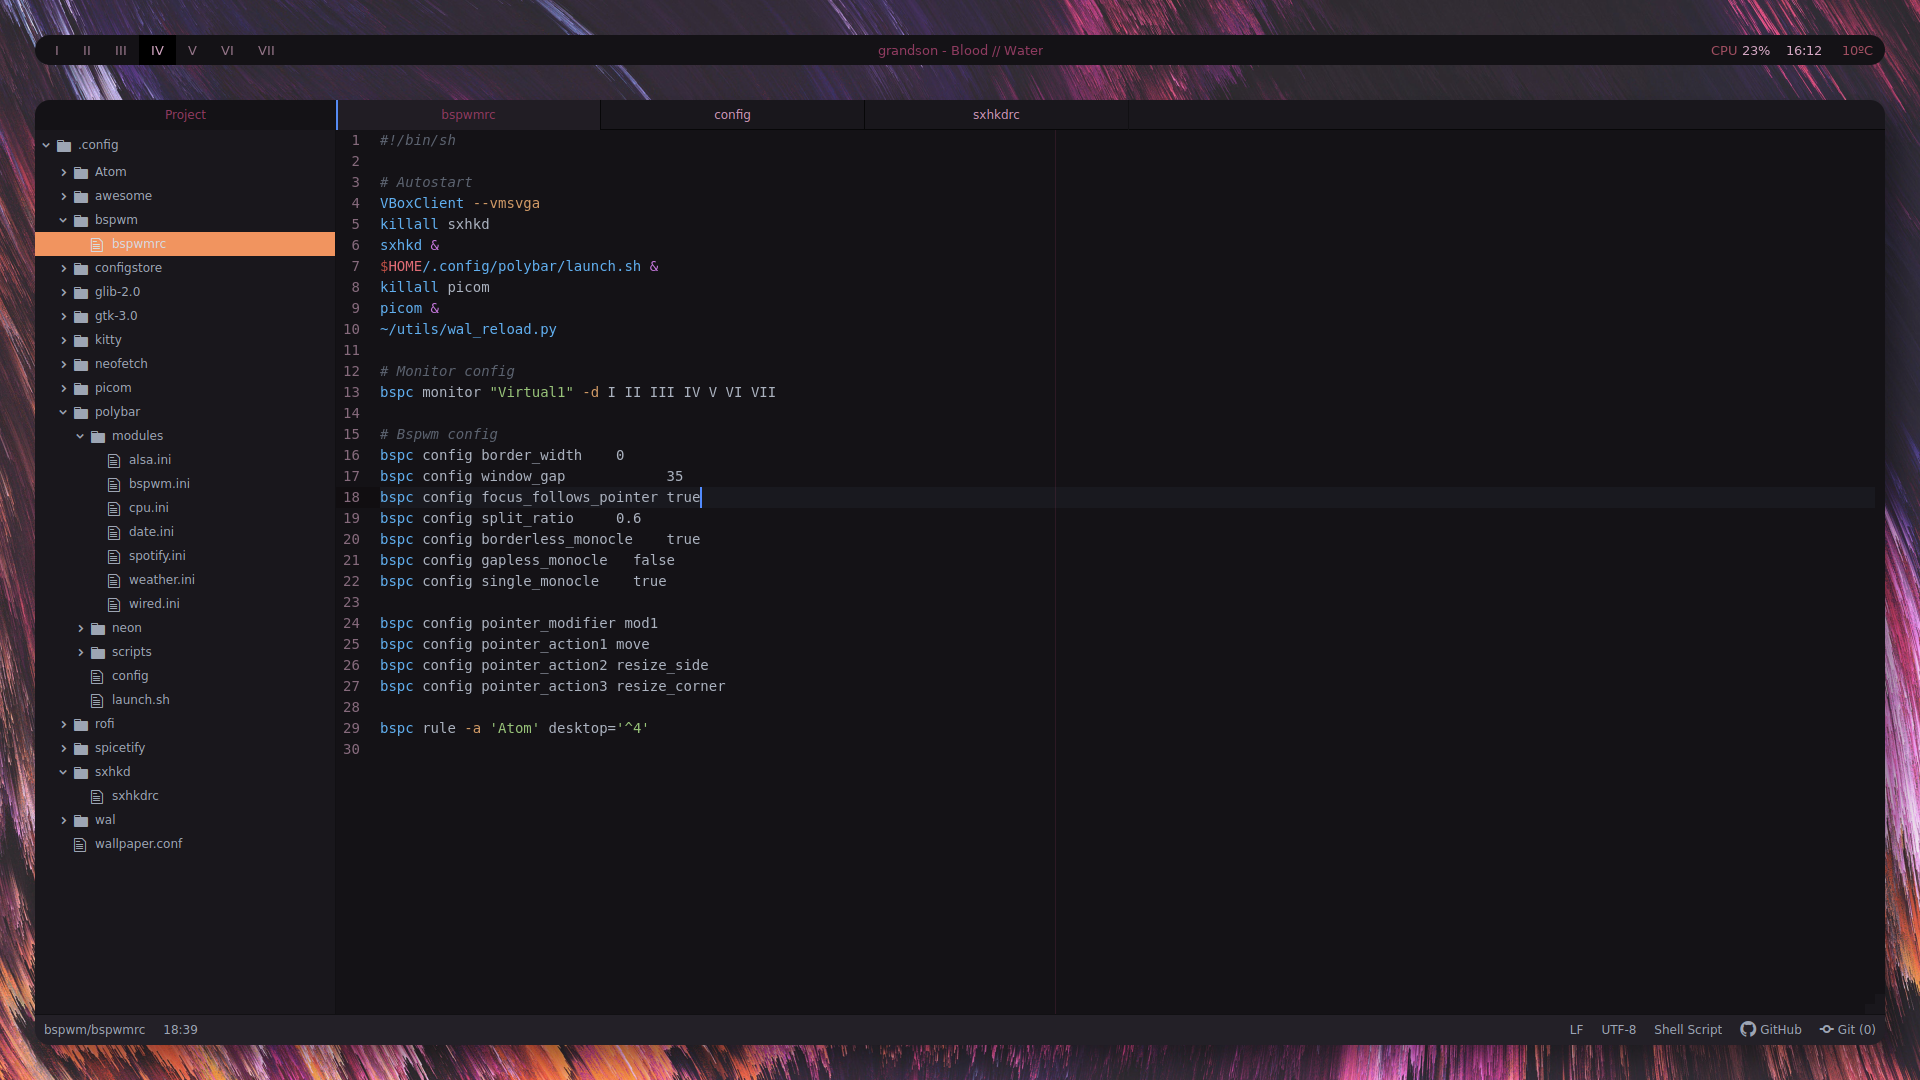 I II III IV V VI VII
grandson - Blood // Water
CPU 23% 16:12 10ºC
Project
bspwmrc
config
sxhkdrc
.config
Atom
awesome
bspwm
bspwmrc
configstore
glib-2.0
gtk-3.0
kitty
neofetch
picom
polybar
modules
alsa.ini
bspwm.ini
cpu.ini
date.ini
spotify.ini
weather.ini
wired.ini
neon
scripts
config
launch.sh
rofi
spicetify
sxhkd
sxhkdrc
wal
wallpaper.conf
1 #!/bin/sh
2
3 # Autostart
4 VBoxClient --vmsvga
5 killall sxhkd
6 sxhkd &
7 $HOME/.config/polybar/launch.sh &
8 killall picom
9 picom &
10 ~/utils/wal_reload.py
11
12 # Monitor config
13 bspc monitor "Virtual1" -d I II III IV V VI VII
14
15 # Bspwm config
16 bspc config border_width    0
17 bspc config window_gap            35
18 bspc config focus_follows_pointer true
19 bspc config split_ratio     0.6
20 bspc config borderless_monocle    true
21 bspc config gapless_monocle   false
22 bspc config single_monocle    true
23
24 bspc config pointer_modifier mod1
25 bspc config pointer_action1 move
26 bspc config pointer_action2 resize_side
27 bspc config pointer_action3 resize_corner
28
29 bspc rule -a 'Atom' desktop='^4'
30
bspwm/bspwmrc 18:39
LF UTF-8 Shell Script GitHub Git (0)